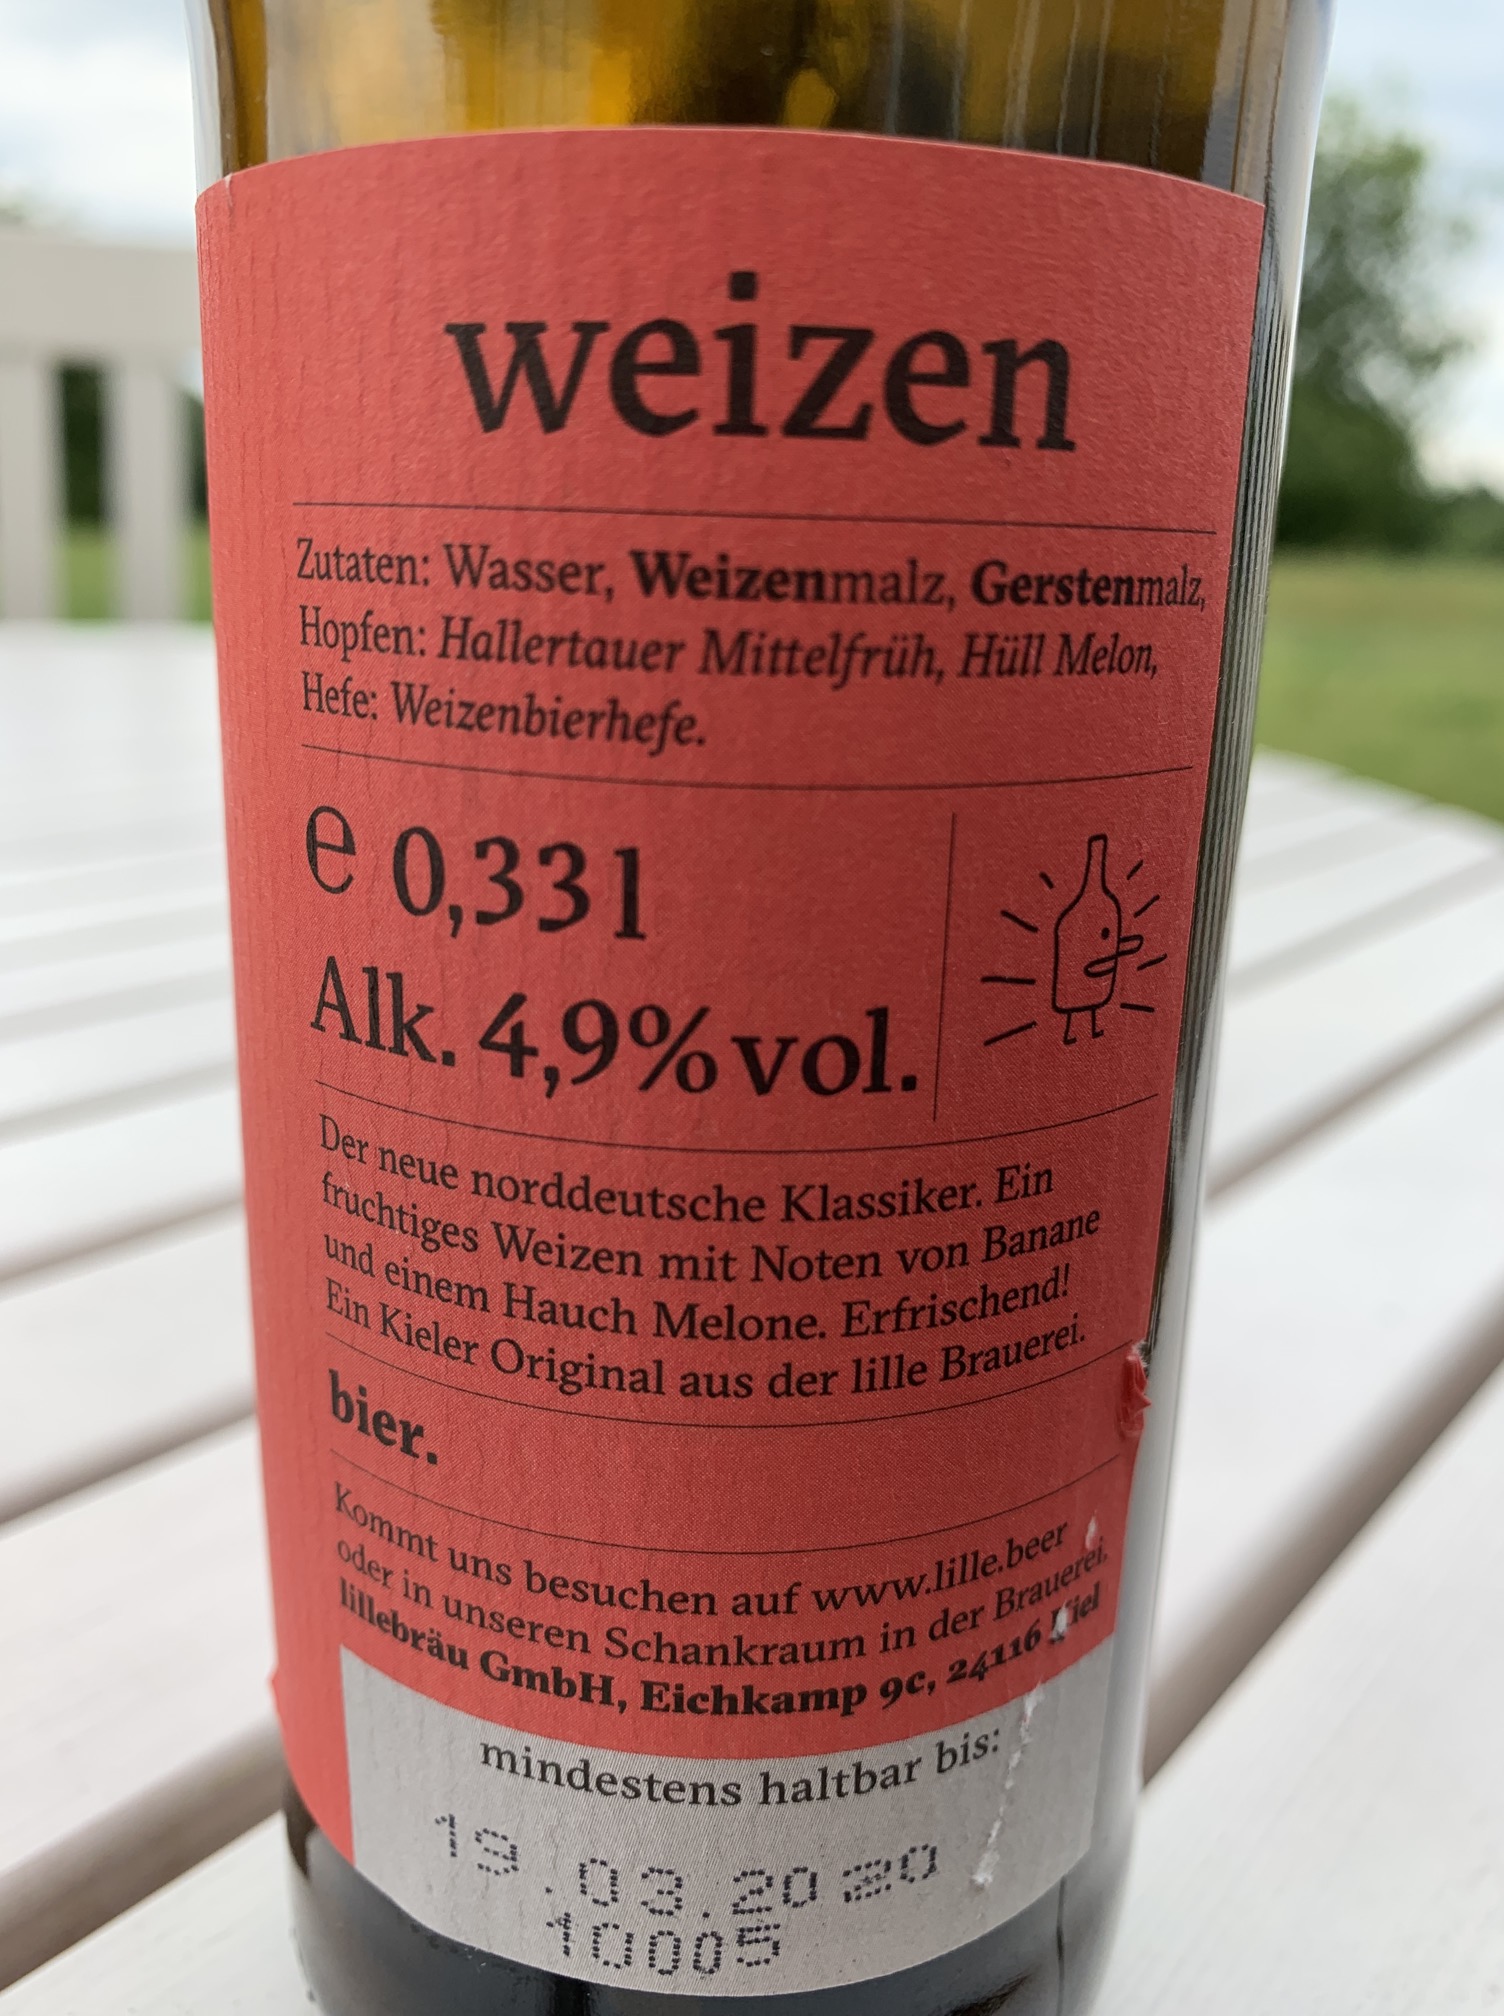 weizen
Zutaten: Wasser, Weizenmalz, Gerstenmalz,
Hopfen: Hallertauer Mittelfrüh, Hüll Melon,
Hefe: Weizenbierhefe.
e 0,33l
Alk. 4,9% vol.
Der neue norddeutsche Klassiker. Ein
fruchtiges Weizen mit Noten von Banane
und einem Hauch Melone. Erfrischend!
Ein Kieler Original aus der lille Brauerei.
bier.
Kommt uns besuchen auf www.lille.beer
oder in unseren Schankraum in der Brauerei.
lillebräu GmbH, Eichkamp 9c, 24116 Kiel
mindestens haltbar bis:
19.03.2020
10005